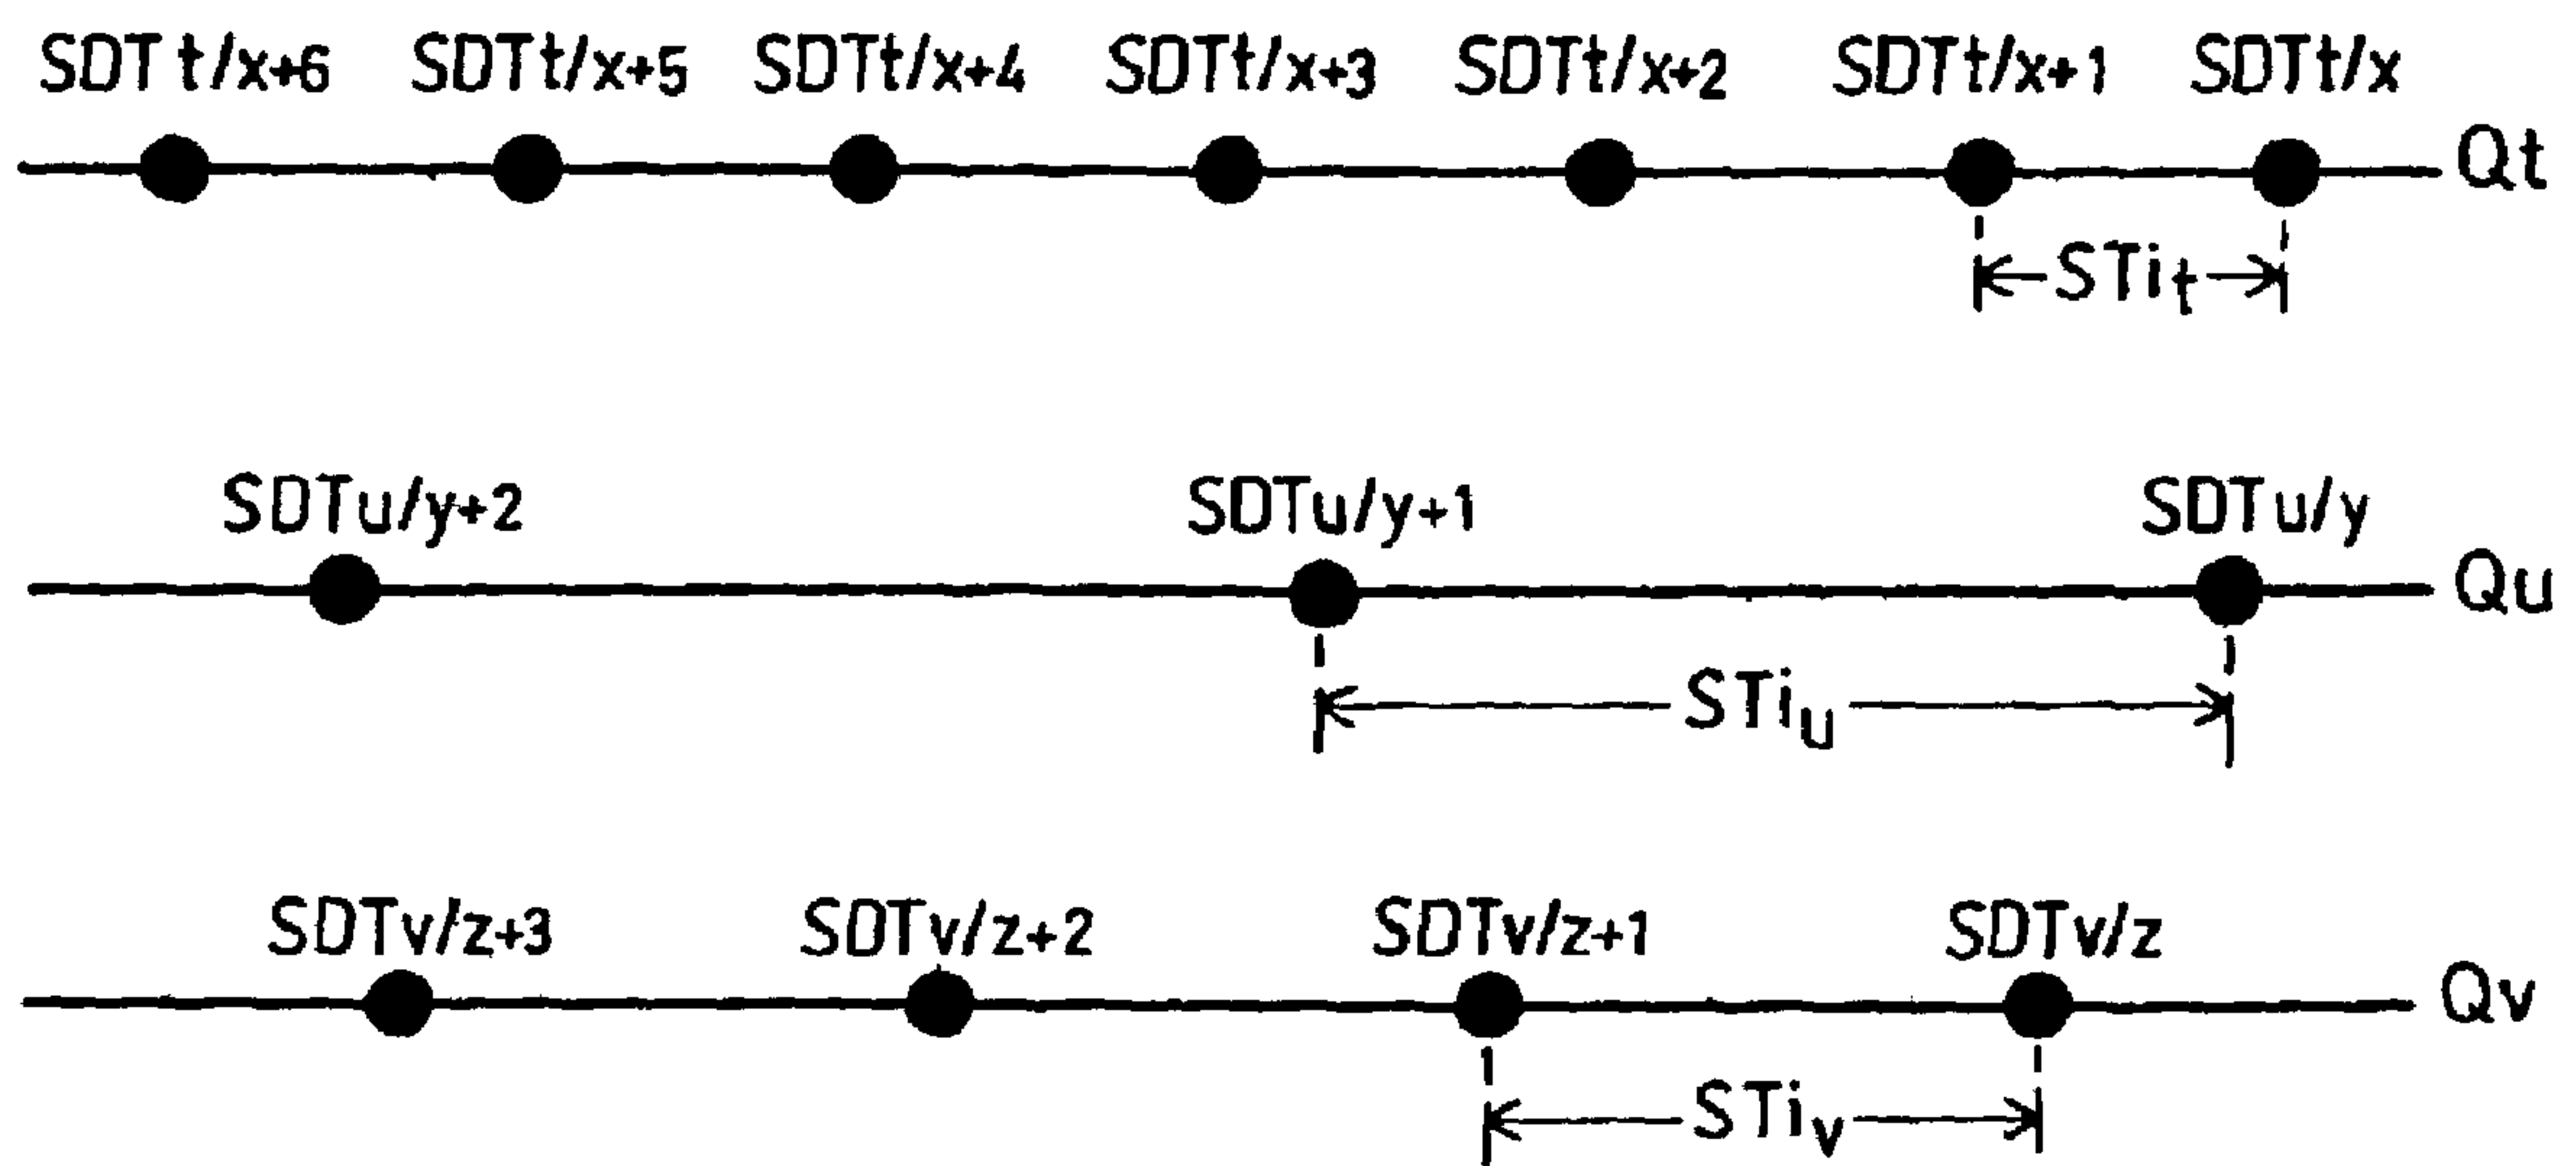 SDTt/x+6 SDTt/x+5 SDTt/x+4 SDTt/x+3 SDTt/x+2 SDTt/x+1 SDTt/x
Qt
STit
SDTu/y+2 SDTu/y+1 SDTu/y
Qu
STiu
SDTv/z+3 SDTv/z+2 SDTv/z+1 SDTv/z
Qv
STiv